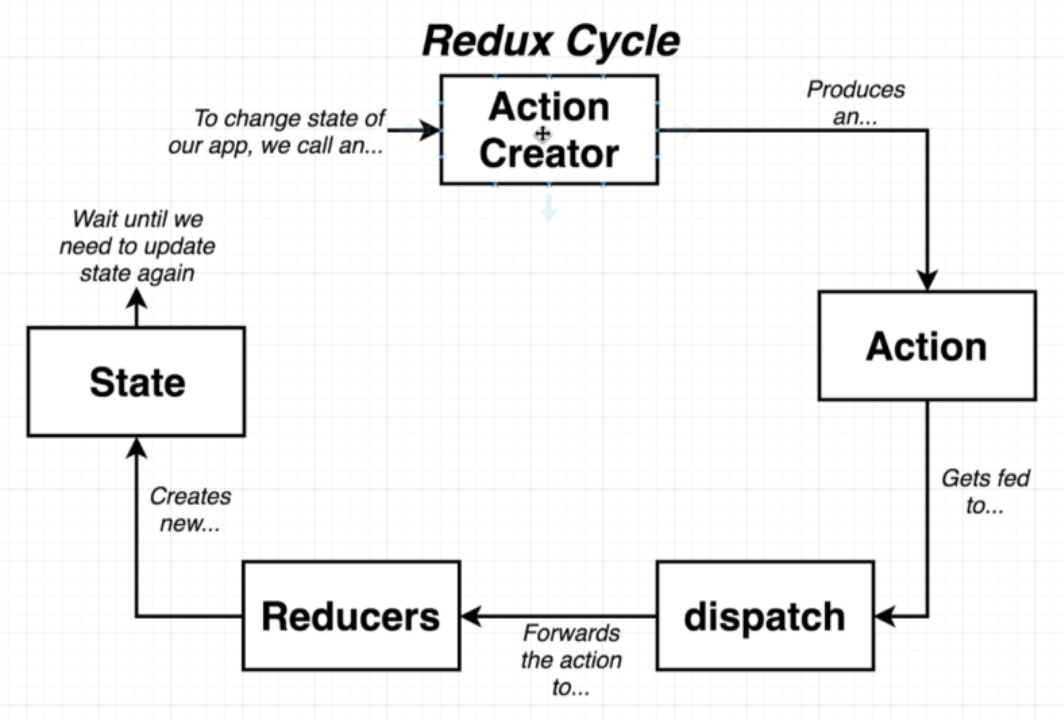 Redux Cycle
To change state of
our app, we call an...
Action
Creator
Produces
an...
Action
Gets fed
to...
dispatch
Forwards
the action
to...
Reducers
Creates
new...
State
Wait until we
need to update
state again